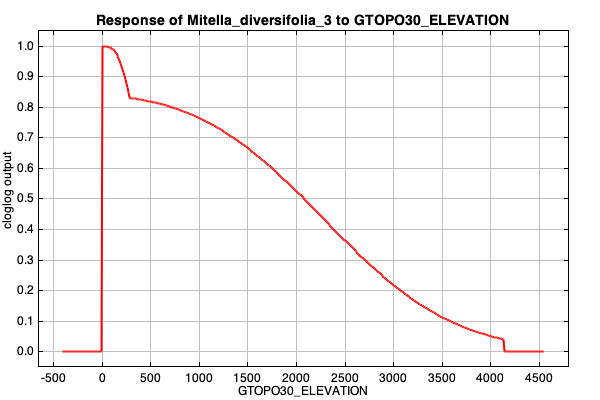 Response of Mitella_diversifolia_3 to GTOPO30_ELEVATION
cloglog output
1.0
0.9
0.8
0.7
0.6
0.5
0.4
0.3
0.2
0.1
0.0
-500 0 500 1000 1500 2000 2500 3000 3500 4000 4500
GTOPO30_ELEVATION